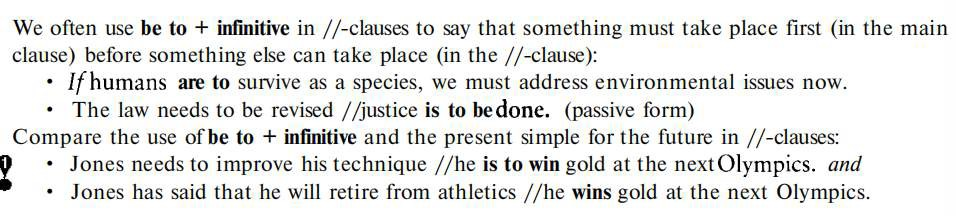 We often use be to + infinitive in //-clauses to say that something must take place first (in the main
clause) before something else can take place (in the //-clause):
• If humans are to survive as a species, we must address environmental issues now.
• The law needs to be revised //justice is to be done. (passive form)
Compare the use of be to + infinitive and the present simple for the future in //-clauses:
! • Jones needs to improve his technique //he is to win gold at the next Olympics. and
• Jones has said that he will retire from athletics //he wins gold at the next Olympics.